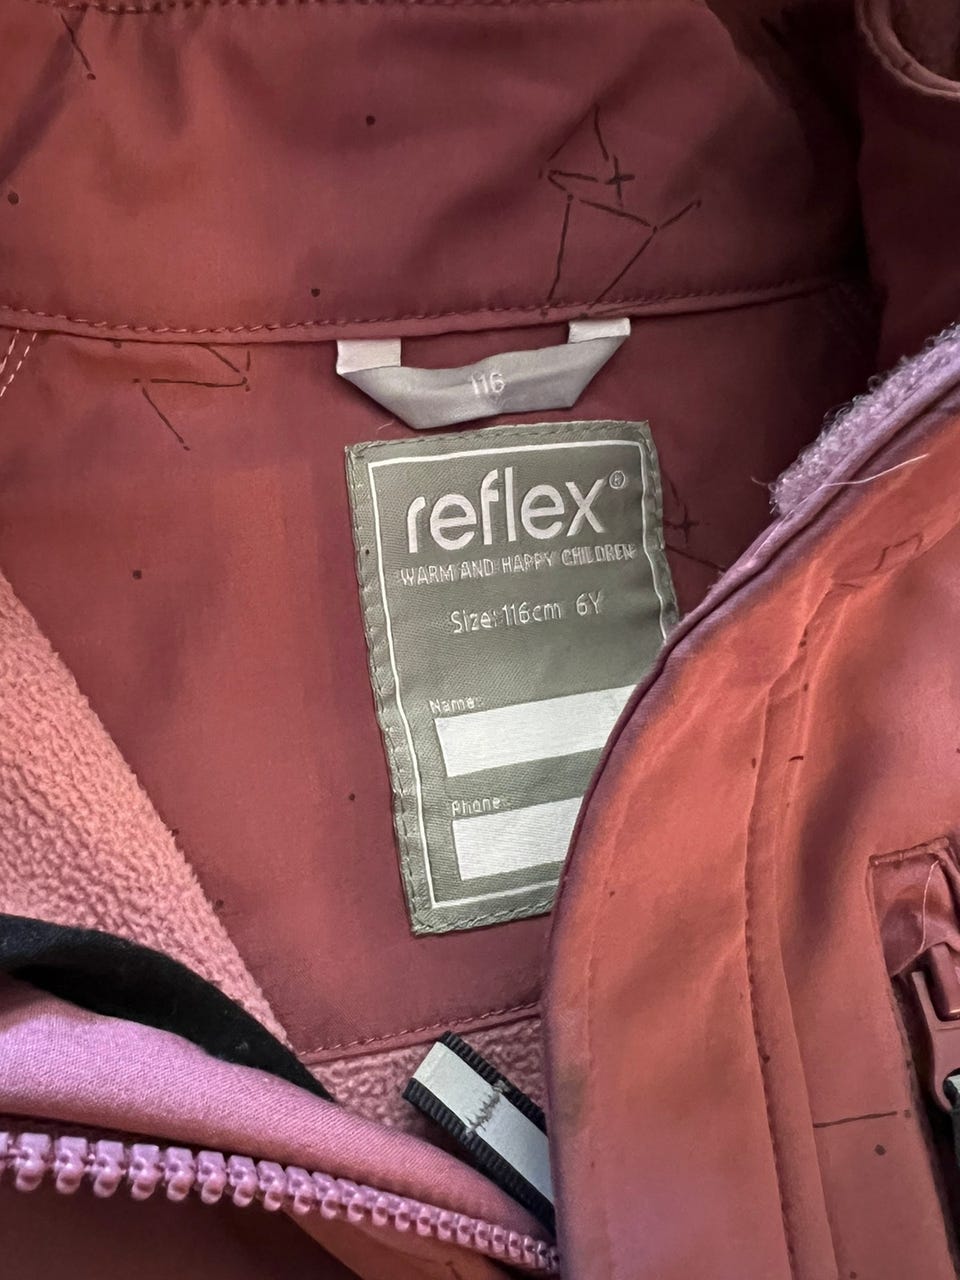 116
reflex®
WARM AND HAPPY CHILDREN
Size: 116cm 6Y
Name:
Phone: